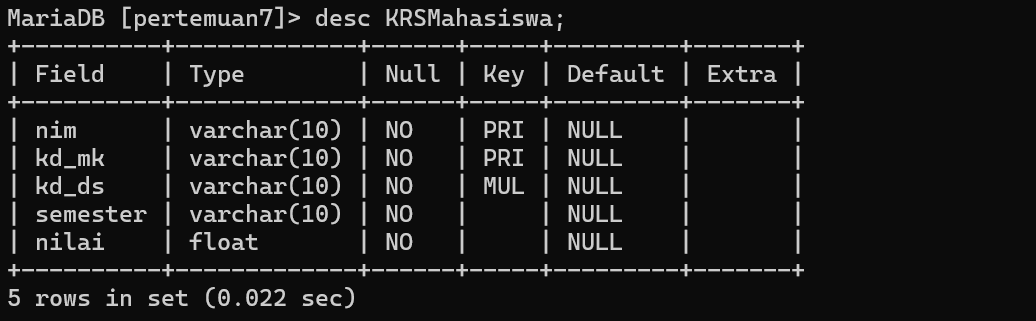 MariaDB [pertemuan7]> desc KRSMahasiswa;
+-----------+-------------+------+-----+---------+-------+
| Field     | Type        | Null | Key | Default | Extra |
+-----------+-------------+------+-----+---------+-------+
| nim       | varchar(10) | NO   | PRI | NULL    |       |
| kd_mk     | varchar(10) | NO   | PRI | NULL    |       |
| kd_ds     | varchar(10) | NO   | MUL | NULL    |       |
| semester | varchar(10) | NO   |     | NULL    |       |
| nilai     | float       | NO   |     | NULL    |       |
+-----------+-------------+------+-----+---------+-------+
5 rows in set (0.022 sec)